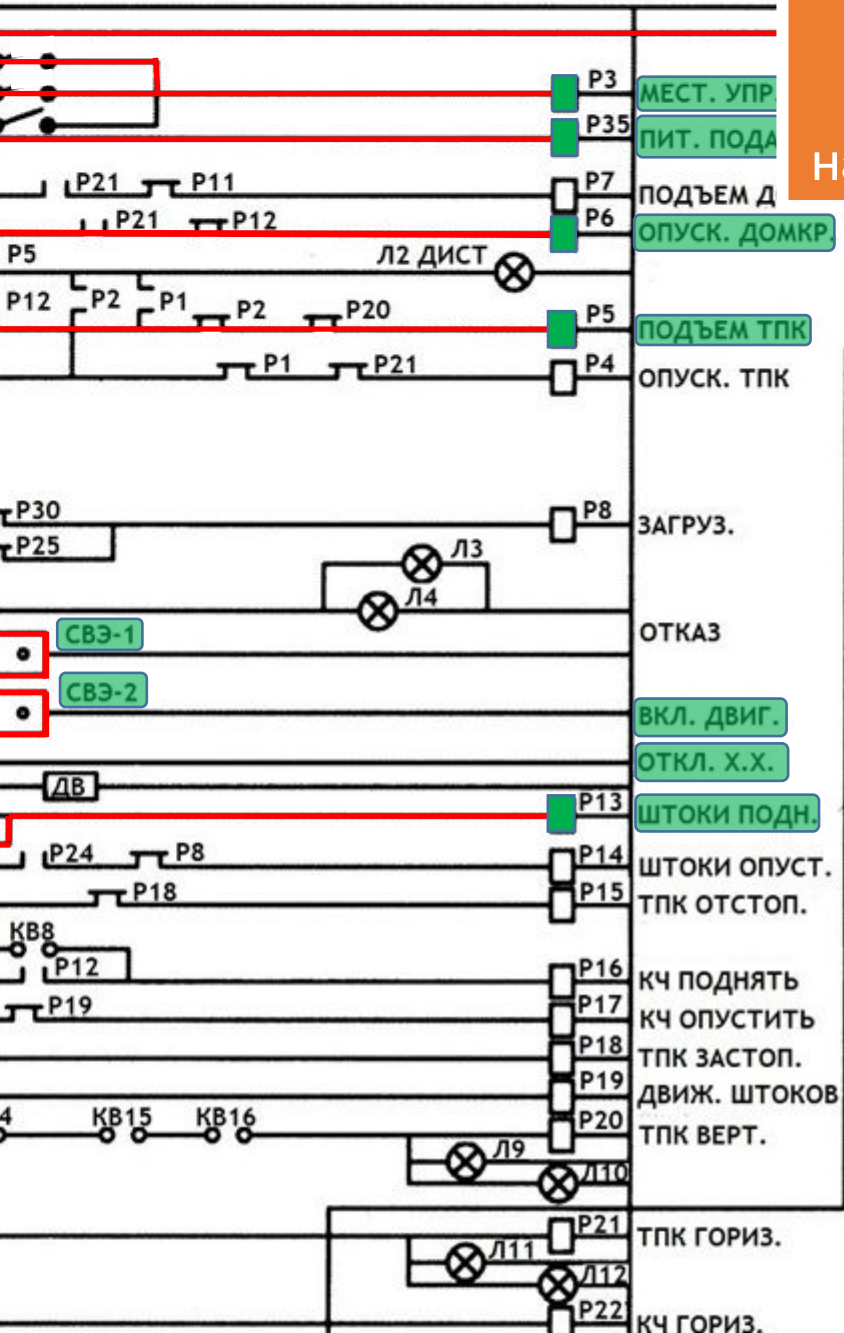 Р3 МЕСТ. УПР.
На
Р35 ПИТ. ПОДА
Р21 Р11 Р7 ПОДЪЕМ Д
Р21 Р12 Р6 ОПУСК. ДОМКР.
Р5 Л2 ДИСТ
Р12 Р2 Р1 Р2 Р20 Р5 ПОДЪЕМ ТПК
Р1 Р21 Р4 ОПУСК. ТПК
Р30 Р8 ЗАГРУЗ.
Р25 Л3
Л4
СВЭ-1 ОТКАЗ
СВЭ-2
ВКЛ. ДВИГ.
ОТКЛ. Х.Х.
ДВ
Р13 ШТОКИ ПОДН.
Р24 Р8 Р14 ШТОКИ ОПУСТ.
Р18 Р15 ТПК ОТСТОП.
КВ8
Р12 Р16 КЧ ПОДНЯТЬ
Р19 Р17 КЧ ОПУСТИТЬ
Р18 ТПК ЗАСТОП.
Р19 ДВИЖ. ШТОКОВ
4 КВ15 КВ16 Р20 ТПК ВЕРТ.
Л9
Л10
Р21 ТПК ГОРИЗ.
Л11
Л12
Р22 КЧ ГОРИЗ.